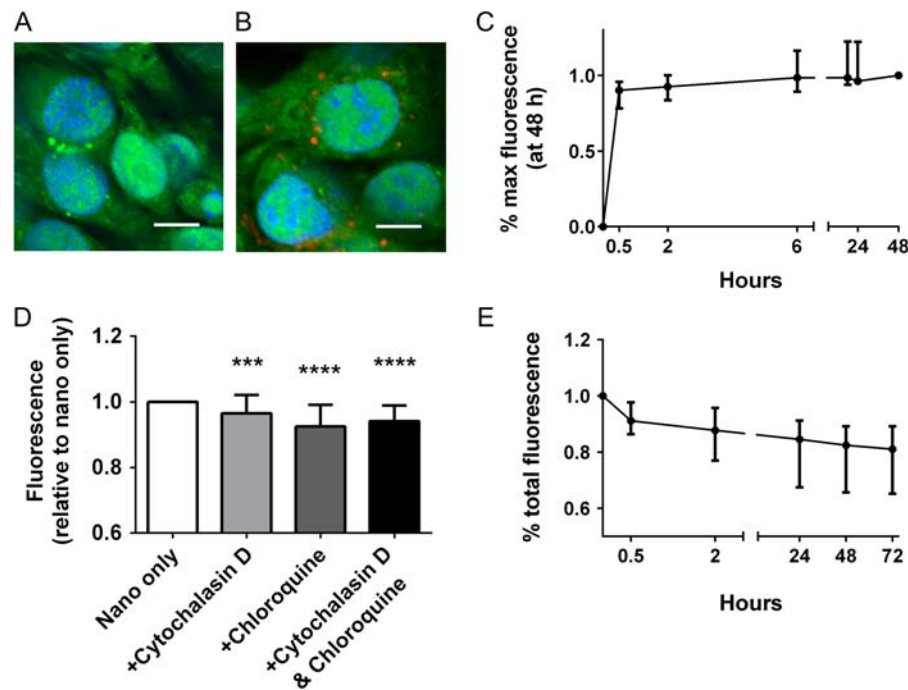 A
B
C
% max fluorescence
(at 48 h)
1.0
0.5
0.0
0.5 2 6 24 48
Hours
D
Fluorescence
(relative to nano only)
1.2
1.0
0.8
0.6
*** **** ****
Nano only
+Cytochalasin D
+Chloroquine
+Cytochalasin D
& Chloroquine
E
% total fluorescence
1.2
1.0
0.8
0.6
0.5 2 24 48 72
Hours